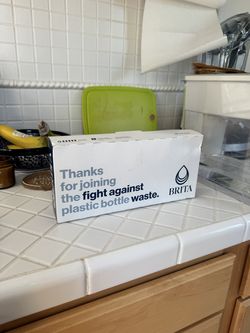 Thanks
for joining
the fight against
plastic bottle waste.
BRITA